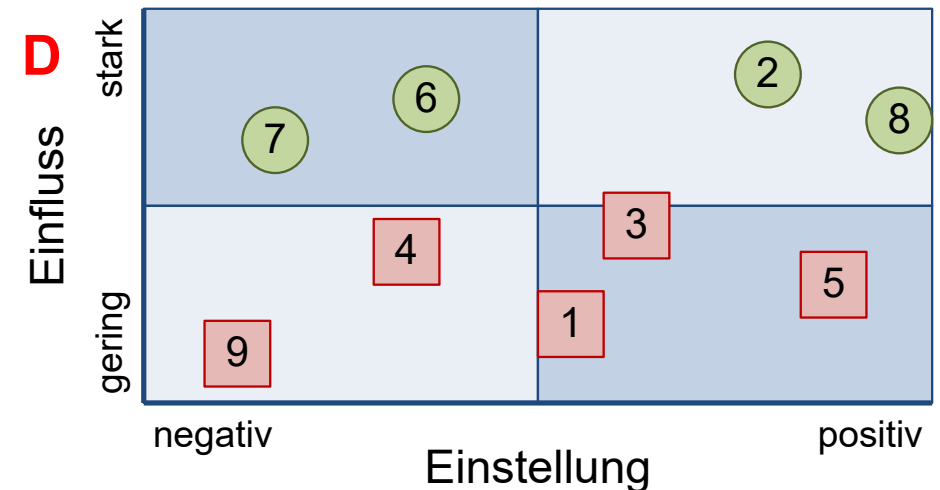 D
stark
Einfluss
gering
2
6
8
7
3
4
5
1
9
negativ
positiv
Einstellung